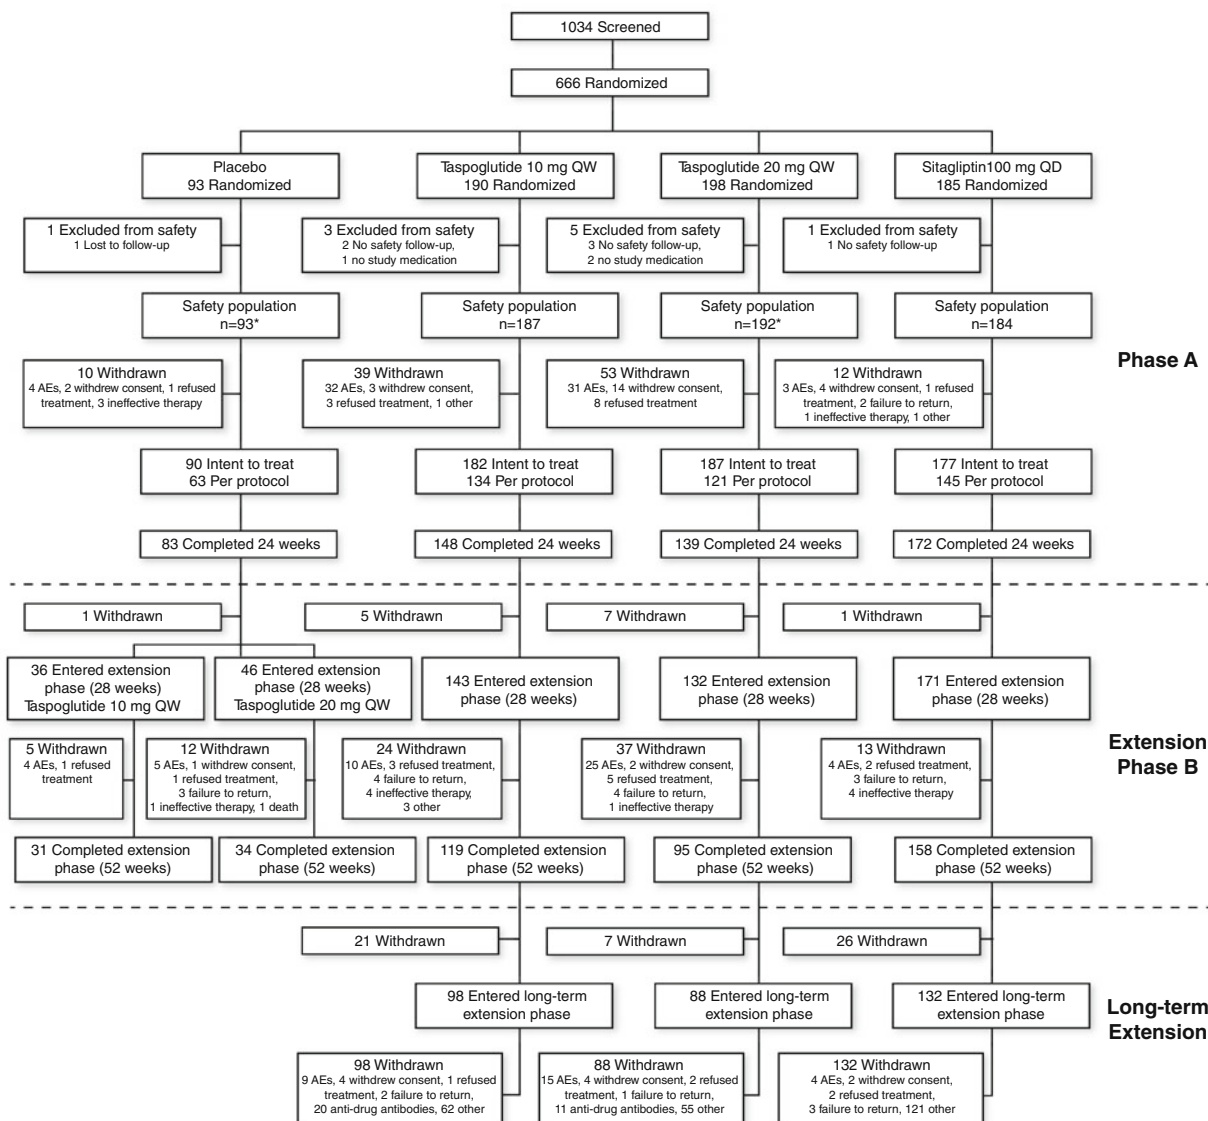 1034 Screened
666 Randomized
Placebo
93 Randomized
Taspoglutide 10 mg QW
190 Randomized
Taspoglutide 20 mg QW
198 Randomized
Sitagliptin100 mg QD
185 Randomized
1 Excluded from safety
1 Lost to follow-up
3 Excluded from safety
2 No safety follow-up,
1 no study medication
5 Excluded from safety
3 No safety follow-up,
2 no study medication
1 Excluded from safety
1 No safety follow-up
Safety population
n=93*
Safety population
n=187
Safety population
n=192*
Safety population
n=184
Phase A
10 Withdrawn
4 AEs, 2 withdrew consent, 1 refused
treatment, 3 ineffective therapy
39 Withdrawn
32 AEs, 3 withdrew consent,
3 refused treatment, 1 other
53 Withdrawn
31 AEs, 14 withdrew consent,
8 refused treatment
12 Withdrawn
3 AEs, 4 withdrew consent, 1 refused
treatment, 2 failure to return,
1 ineffective therapy, 1 other
90 Intent to treat
63 Per protocol
182 Intent to treat
134 Per protocol
187 Intent to treat
121 Per protocol
177 Intent to treat
145 Per protocol
83 Completed 24 weeks
148 Completed 24 weeks
139 Completed 24 weeks
172 Completed 24 weeks
1 Withdrawn
5 Withdrawn
7 Withdrawn
1 Withdrawn
36 Entered extension
phase (28 weeks)
Taspoglutide 10 mg QW
46 Entered extension
phase (28 weeks)
Taspoglutide 20 mg QW
143 Entered extension
phase (28 weeks)
132 Entered extension
phase (28 weeks)
171 Entered extension
phase (28 weeks)
Extension
Phase B
5 Withdrawn
4 AEs, 1 refused
treatment
12 Withdrawn
5 AEs, 1 withdrew consent,
1 refused treatment,
3 failure to return,
1 ineffective therapy, 1 death
24 Withdrawn
10 AEs, 3 refused treatment,
4 failure to return,
4 ineffective therapy,
3 other
37 Withdrawn
25 AEs, 2 withdrew consent,
5 refused treatment,
4 failure to return,
1 ineffective therapy
13 Withdrawn
4 AEs, 2 refused treatment,
3 failure to return,
4 ineffective therapy
31 Completed extension
phase (52 weeks)
34 Completed extension
phase (52 weeks)
119 Completed extension
phase (52 weeks)
95 Completed extension
phase (52 weeks)
158 Completed extension
phase (52 weeks)
21 Withdrawn
7 Withdrawn
26 Withdrawn
98 Entered long-term
extension phase
88 Entered long-term
extension phase
132 Entered long-term
extension phase
Long-term
Extension
98 Withdrawn
9 AEs, 4 withdrew consent, 1 refused
treatment, 2 failure to return,
20 anti-drug antibodies, 62 other
88 Withdrawn
15 AEs, 4 withdrew consent, 2 refused
treatment, 1 failure to return,
11 anti-drug antibodies, 55 other
132 Withdrawn
4 AEs, 2 withdrew consent,
2 refused treatment,
3 failure to return, 121 other